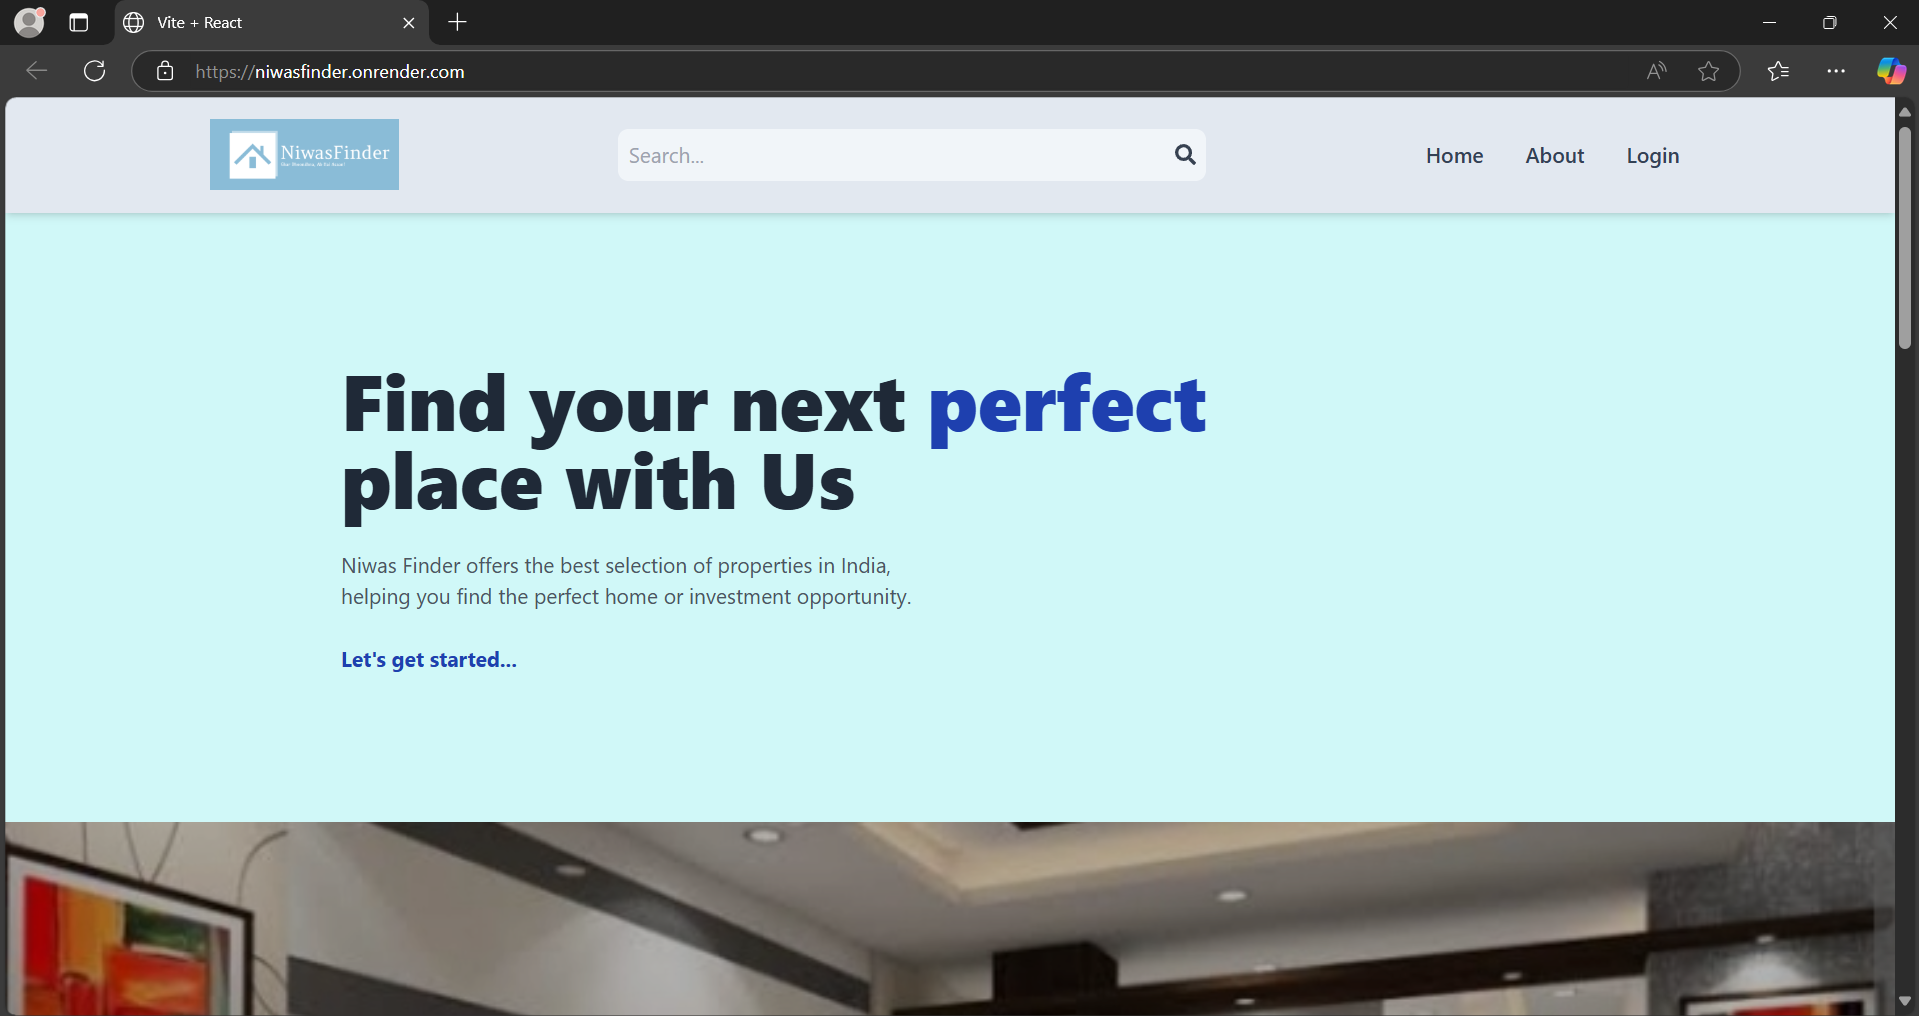 Vite + React
https://niwasfinder.onrender.com
NiwasFinder
Search...
Home
About
Login
Find your next perfect
place with Us
Niwas Finder offers the best selection of properties in India,
helping you find the perfect home or investment opportunity.
Let's get started...